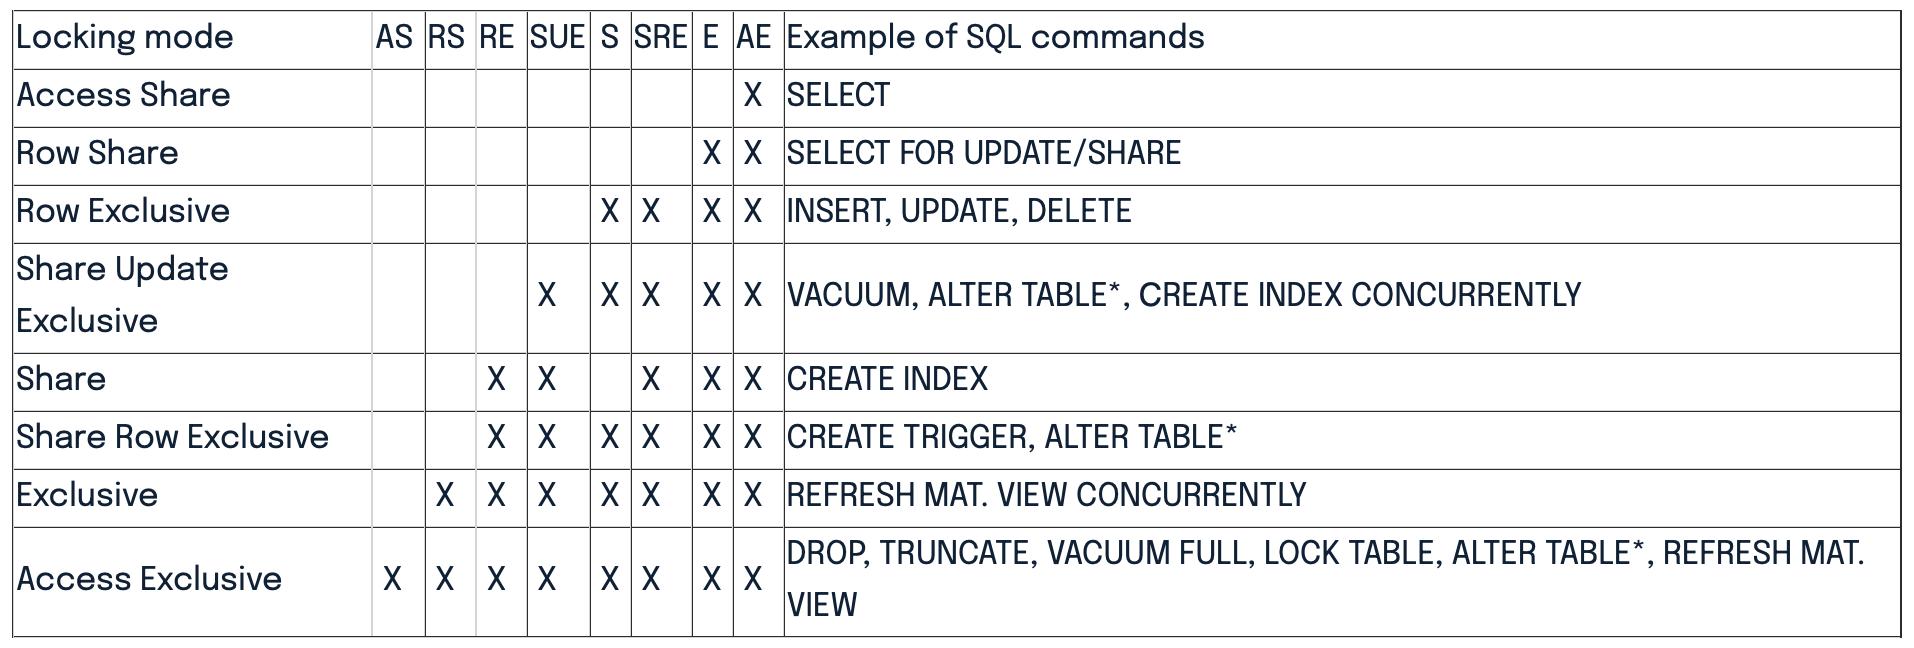 Locking mode AS RS RE SUE S SRE E AE Example of SQL commands
Access Share X SELECT
Row Share X X SELECT FOR UPDATE/SHARE
Row Exclusive X X X X INSERT, UPDATE, DELETE
Share Update
Exclusive
X X X X X VACUUM, ALTER TABLE*, CREATE INDEX CONCURRENTLY
Share X X X X X CREATE INDEX
Share Row Exclusive X X X X X X CREATE TRIGGER, ALTER TABLE*
Exclusive X X X X X X X REFRESH MAT. VIEW CONCURRENTLY
Access Exclusive X X X X X X X X
DROP, TRUNCATE, VACUUM FULL, LOCK TABLE, ALTER TABLE*, REFRESH MAT.
VIEW